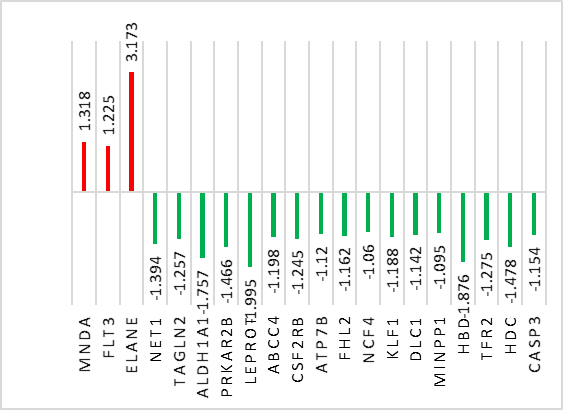 1.318
1.225
3.173
-1.394
-1.257
-1.757
-1.466
-1.995
-1.198
-1.245
-1.12
-1.162
-1.06
-1.188
-1.142
-1.095
-1.876
-1.275
-1.478
-1.154
MNDA
FLT3
ELANE
NET1
TAGLN2
ALDH1A1
PRKAR2B
LEPROT
ABCC4
CSF2RB
ATP7B
FHL2
NCF4
KLF1
DLC1
MINPP1
HBD
TFR2
HDC
CASP3